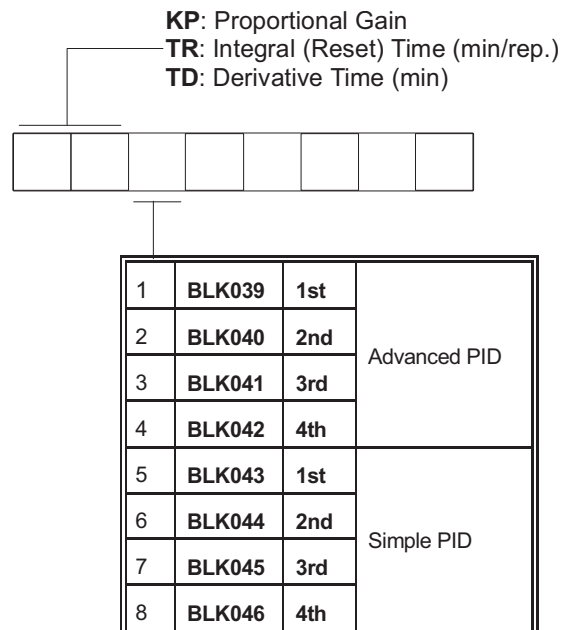 KP: Proportional Gain
TR: Integral (Reset) Time (min/rep.)
TD: Derivative Time (min)
1 BLK039 1st
2 BLK040 2nd
Advanced PID
3 BLK041 3rd
4 BLK042 4th
5 BLK043 1st
6 BLK044 2nd
Simple PID
7 BLK045 3rd
8 BLK046 4th